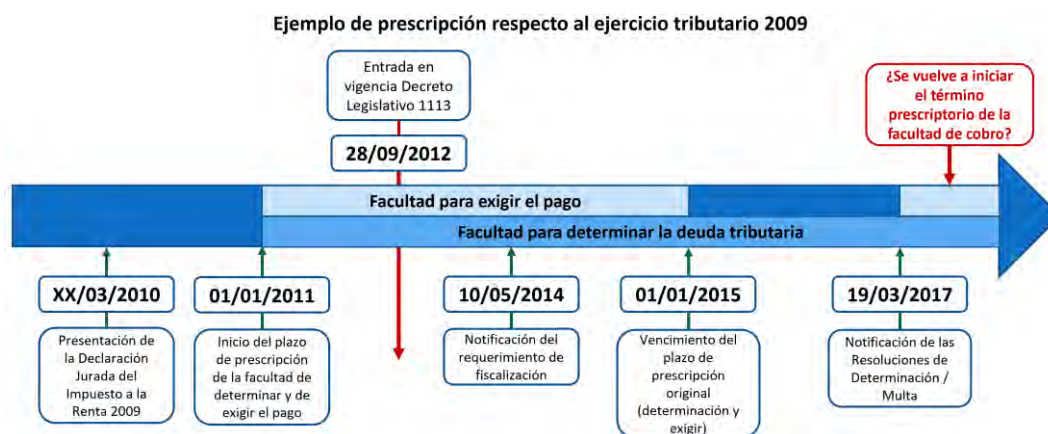 Ejemplo de prescripción respecto al ejercicio tributario 2009
Entrada en
vigencia Decreto
Legislativo 1113
28/09/2012
¿Se vuelve a iniciar
el término
prescriptorio de la
facultad de cobro?
Facultad para exigir el pago
Facultad para determinar la deuda tributaria
XX/03/2010
Presentación de
la Declaración
Jurada del
Impuesto a la
Renta 2009
01/01/2011
Inicio del plazo
de prescripción
de la facultad de
determinar y de
exigir el pago
10/05/2014
Notificación del
requerimiento de
fiscalización
01/01/2015
Vencimiento del
plazo de
prescripción
original
(determinación y
exigir)
19/03/2017
Notificación de las
Resoluciones de
Determinación /
Multa